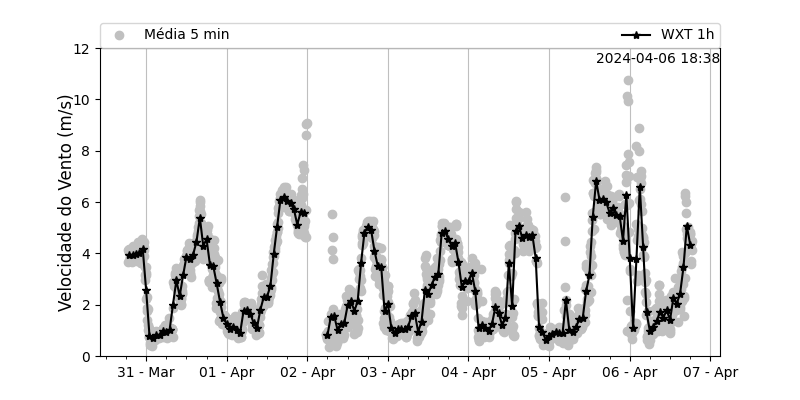 Média 5 min
WXT 1h
2024-04-06 18:38
Velocidade do Vento (m/s)
12
10
8
6
4
2
0
31 - Mar 01 - Apr 02 - Apr 03 - Apr 04 - Apr 05 - Apr 06 - Apr 07 - Apr